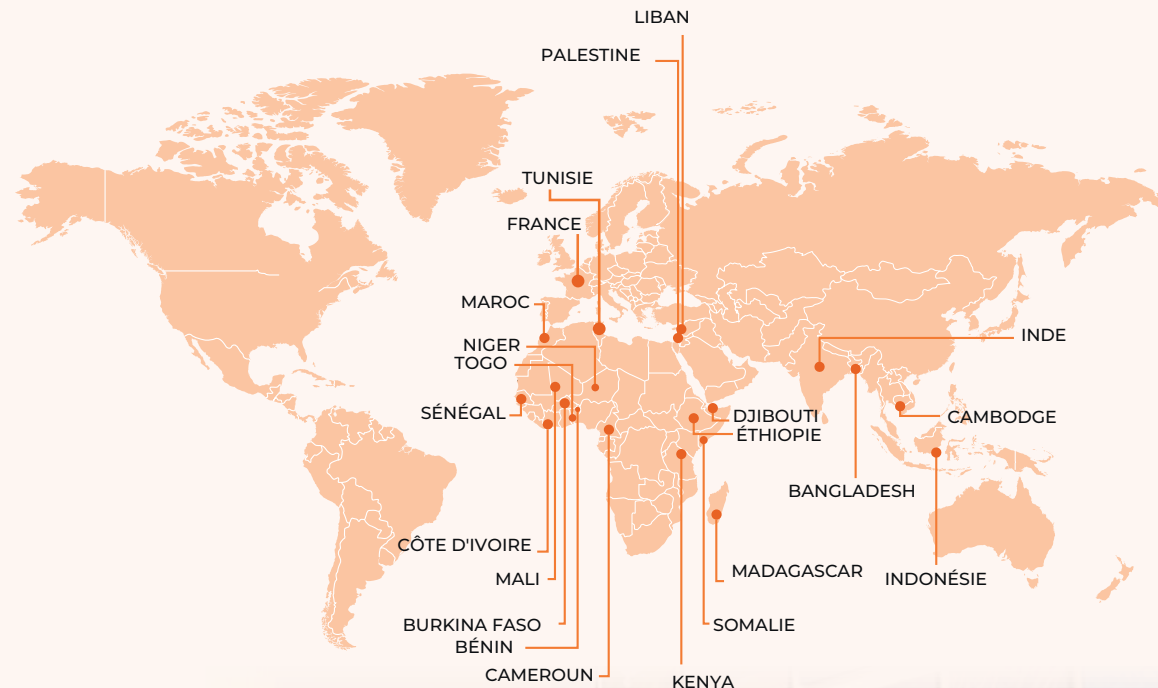 LIBAN
PALESTINE
TUNISIE
FRANCE
MAROC
NIGER
TOGO
SÉNÉGAL
INDE
DJIBOUTI
ÉTHIOPIE
CAMBODGE
BANGLADESH
CÔTE D'IVOIRE
MALI
MADAGASCAR
INDONÉSIE
BURKINA FASO
SOMALIE
BÉNIN
CAMEROUN
KENYA